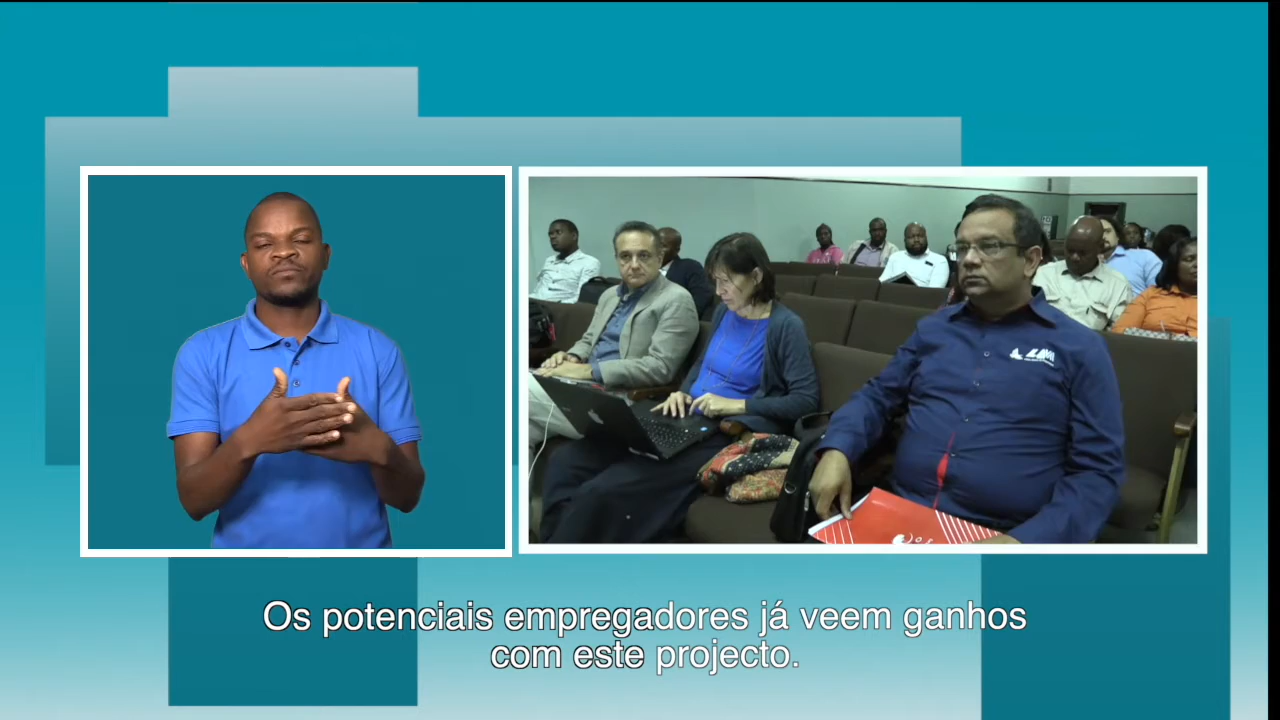 Os potenciais empregadores já veem ganhos
com este projecto.